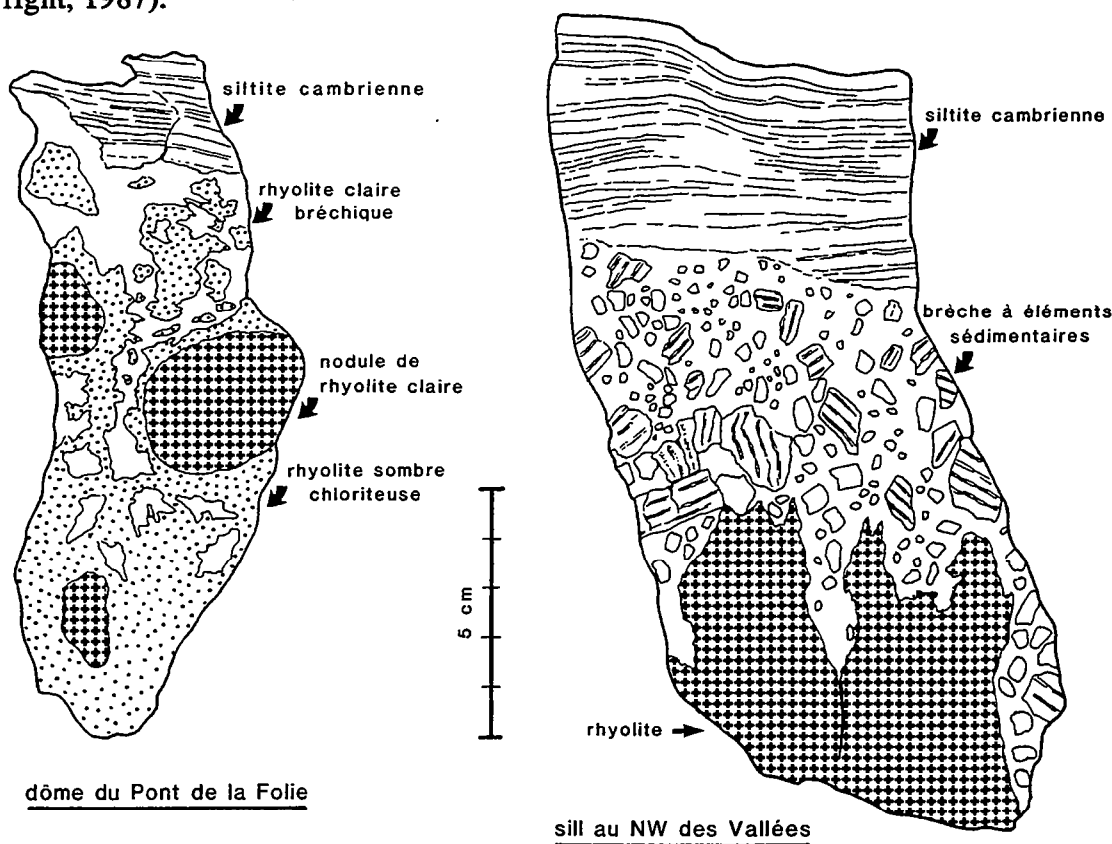 1987).
siltite cambrienne
rhyolite claire
bréchique
nodule de
rhyolite claire
rhyolite sombre
chloriteuse
5 cm
dôme du Pont de la Folie
siltite cambrienne
brèche à éléments
sédimentaires
rhyolite
sill au NW des Vallées